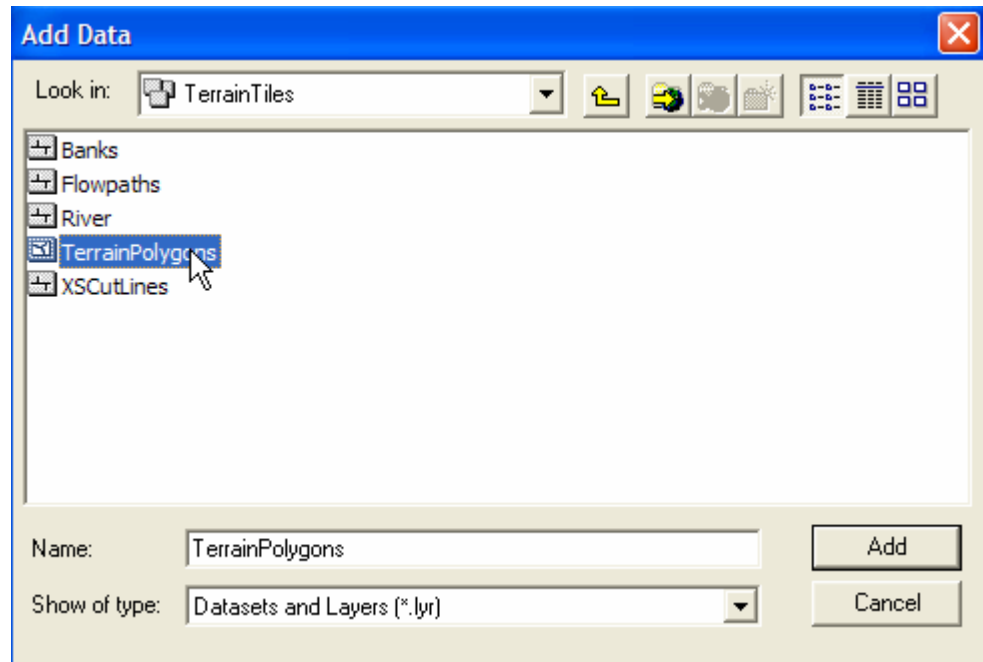 Add Data
Look in: TerrainTiles
Banks
Flowpaths
River
TerrainPolygons
XSCutLines
Name: TerrainPolygons Add
Show of type: Datasets and Layers (*.lyr) Cancel